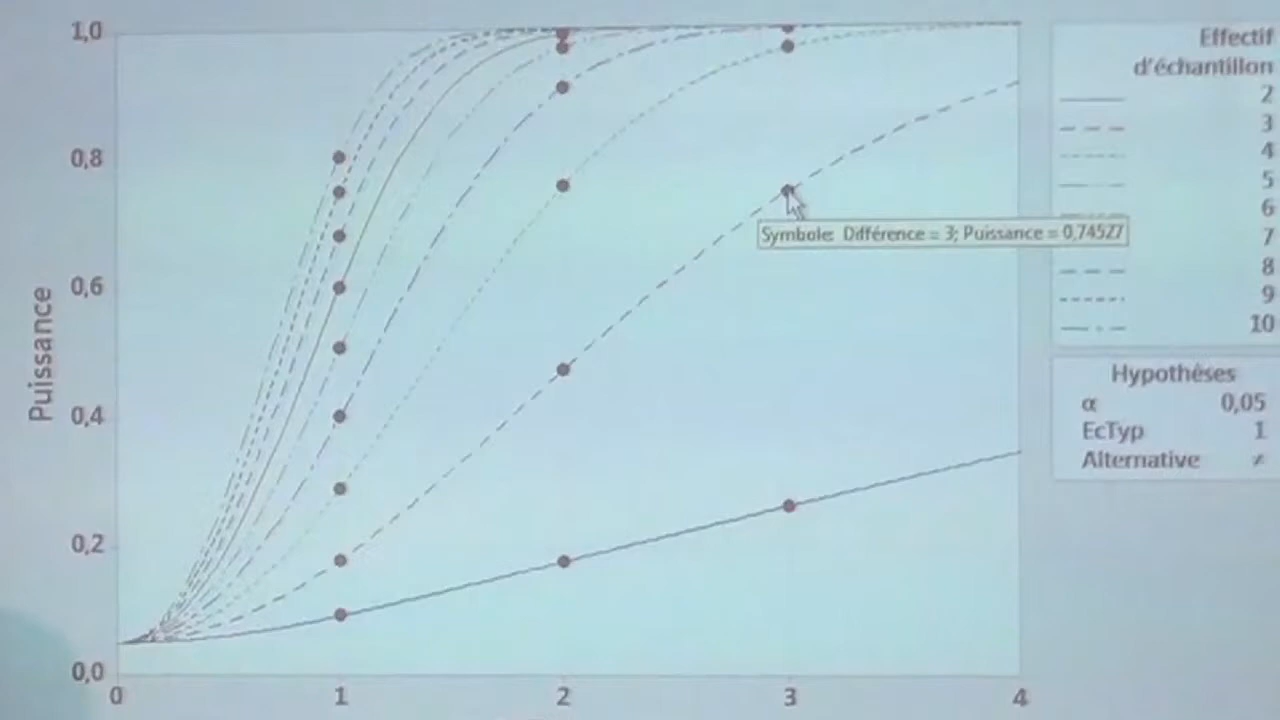 1,0
0,8
0,6
0,4
0,2
0,0
Puissance
0
1
2
3
4
Symbole: Différence = 3; Puissance = 0,74527
Effectif
d'échantillon
2
3
4
5
6
7
8
9
10
Hypothèses
α 0,05
EcTyp 1
Alternative ≠